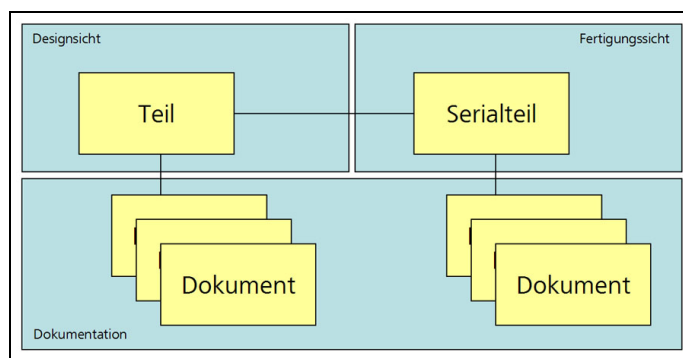 Designsicht
Fertigungssicht
Teil
Serialteil
Dokument
Dokument
Dokumentation